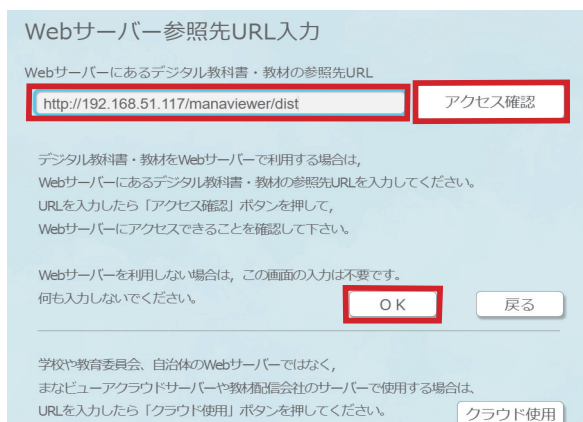 Webサーバー参照先URL入力
Webサーバーにあるデジタル教科書・教材の参照先URL
http://192.168.51.117/manaviewer/dist
アクセス確認
デジタル教科書・教材をWebサーバーで利用する場合は,
Webサーバーにあるデジタル教科書・教材の参照先URLを入力してください。
URLを入力したら「アクセス確認」ボタンを押して,
Webサーバーにアクセスできることを確認して下さい。
Webサーバーを利用しない場合は，この画面の入力は不要です。
何も入力しないでください。
OK
戻る
学校や教育委員会、自治体のWebサーバーではなく,
まなビューアクラウドサーバーや教材配信会社のサーバーで使用する場合は、
URLを入力したら「クラウド使用」ボタンを押してください。
クラウド使用